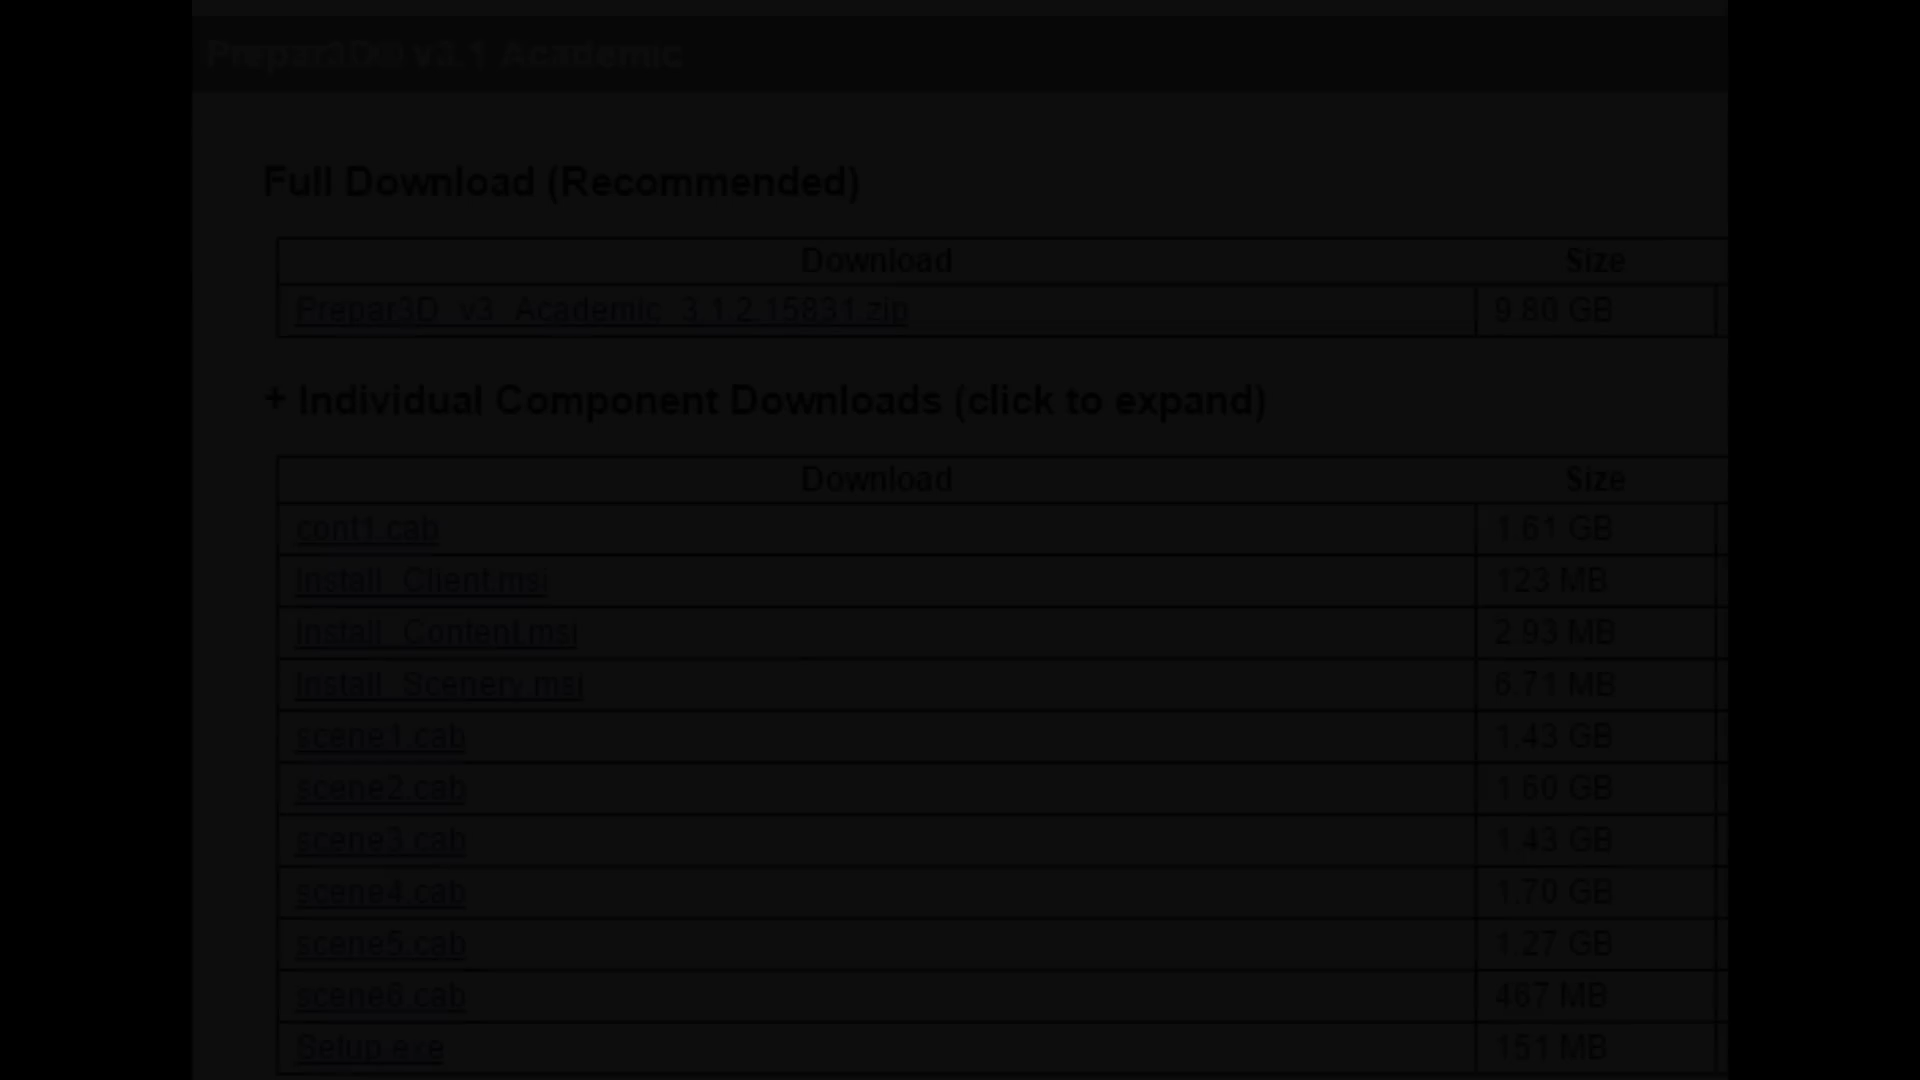 Prepar3D® v3.1 Academic
Full Download (Recommended)
Download Size
Prepar3D_v3_Academic_3.1.2.15831.zip 9.80 GB
+ Individual Component Downloads (click to expand)
Download Size
cont1.cab 1.61 GB
Install_Client.msi 123 MB
Install_Content.msi 2.93 MB
Install_Scenery.msi 6.71 MB
scene1.cab 1.43 GB
scene2.cab 1.60 GB
scene3.cab 1.43 GB
scene4.cab 1.70 GB
scene5.cab 1.27 GB
scene6.cab 467 MB
Setup.exe 151 MB